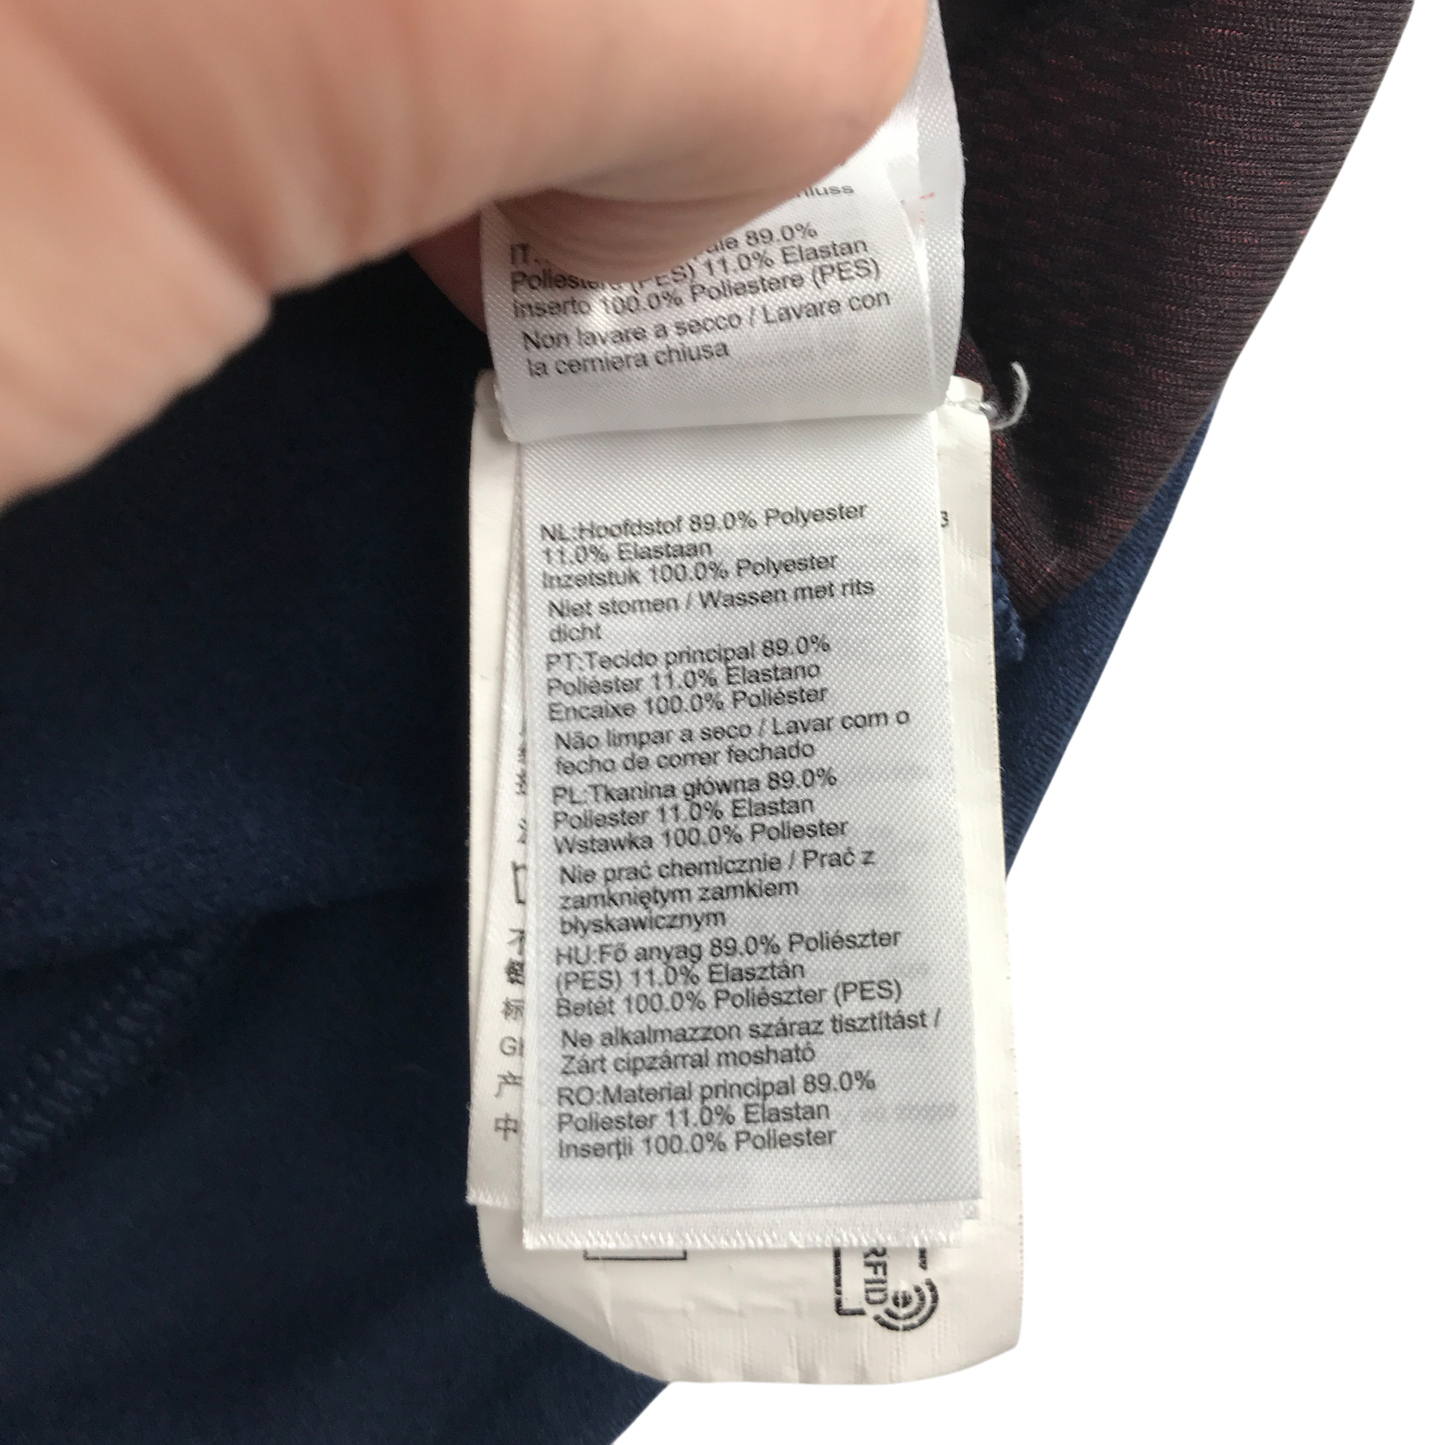 IT.
89.0%
Poliestere (PES) 11.0% Elastan
Inserto 100.0% Poliestere (PES)
Non lavare a secco / Lavare con
la cerniera chiusa
3
NL:Hoofdstof 89.0% Polyester
11.0% Elastaan
Inzetstuk 100.0% Polyester
Niet stomen / Wassen met rits
dicht
PT:Tecido principal 89.0%
Poliéster 11.0% Elastano
Encaixe 100.0% Poliéster
Não limpar a seco / Lavar com o
fecho de correr fechado
PL:Tkanina główna 89.0%
Poliester 11.0% Elastan
Wstawka 100.0% Poliester
Nie prać chemicznie / Prać z
zamkniętym zamkiem
błyskawicznym
HU:Fő anyag 89.0% Poliészter
(PES) 11.0% Elasztán
Betét 100.0% Poliészter (PES)
Ne alkalmazzon száraz tisztítást /
Zárt cipzárral mosható
RO:Material principal 89.0%
Poliester 11.0% Elastan
Inserţii 100.0% Poliester
标
产
中
RFID